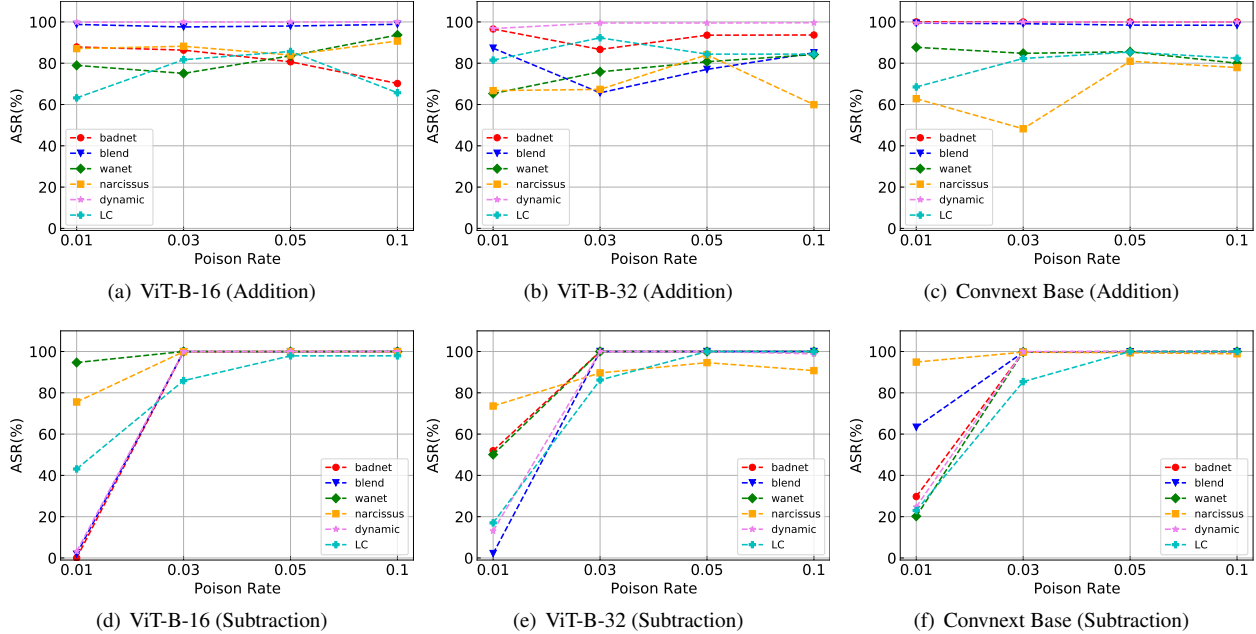 100
80
60
40
20
0
ASR(%)
badnet
blend
wanet
narcissus
dynamic
LC
0.01
0.03
0.05
0.1
Poison Rate
(a) ViT-B-16 (Addition)
100
80
60
40
20
0
ASR(%)
badnet
blend
wanet
narcissus
dynamic
LC
0.01
0.03
0.05
0.1
Poison Rate
(b) ViT-B-32 (Addition)
100
80
60
40
20
0
ASR(%)
badnet
blend
wanet
narcissus
dynamic
LC
0.01
0.03
0.05
0.1
Poison Rate
(c) Convnext Base (Addition)
100
80
60
40
20
0
ASR(%)
badnet
blend
wanet
narcissus
dynamic
LC
0.01
0.03
0.05
0.1
Poison Rate
(d) ViT-B-16 (Subtraction)
100
80
60
40
20
0
ASR(%)
badnet
blend
wanet
narcissus
dynamic
LC
0.01
0.03
0.05
0.1
Poison Rate
(e) ViT-B-32 (Subtraction)
100
80
60
40
20
0
ASR(%)
badnet
blend
wanet
narcissus
dynamic
LC
0.01
0.03
0.05
0.1
Poison Rate
(f) Convnext Base (Subtraction)